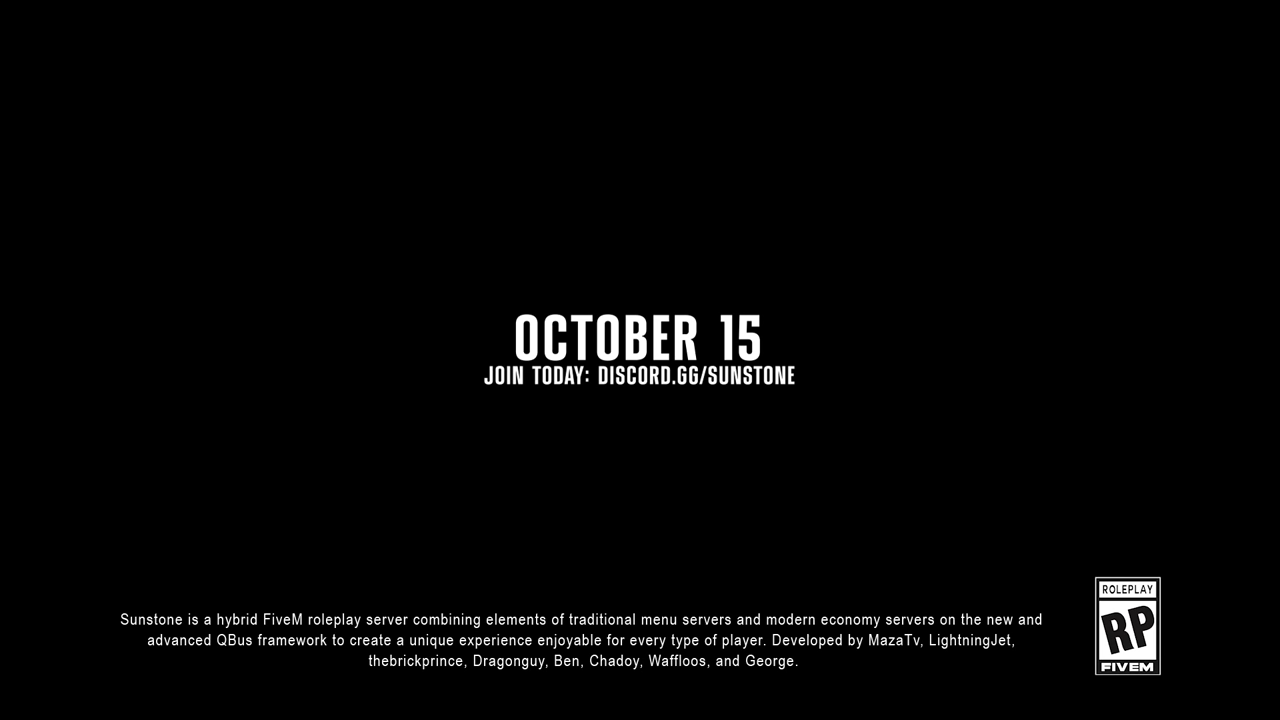 OCTOBER 15
JOIN TODAY: DISCORD.GG/SUNSTONE
Sunstone is a hybrid FiveM roleplay server combining elements of traditional menu servers and modern economy servers on the new and
advanced QBus framework to create a unique experience enjoyable for every type of player. Developed by MazaTv, LightningJet,
thebrickprince, Dragonguy, Ben, Chadoy, Waffloos, and George.
ROLEPLAY
RP
FIVEM